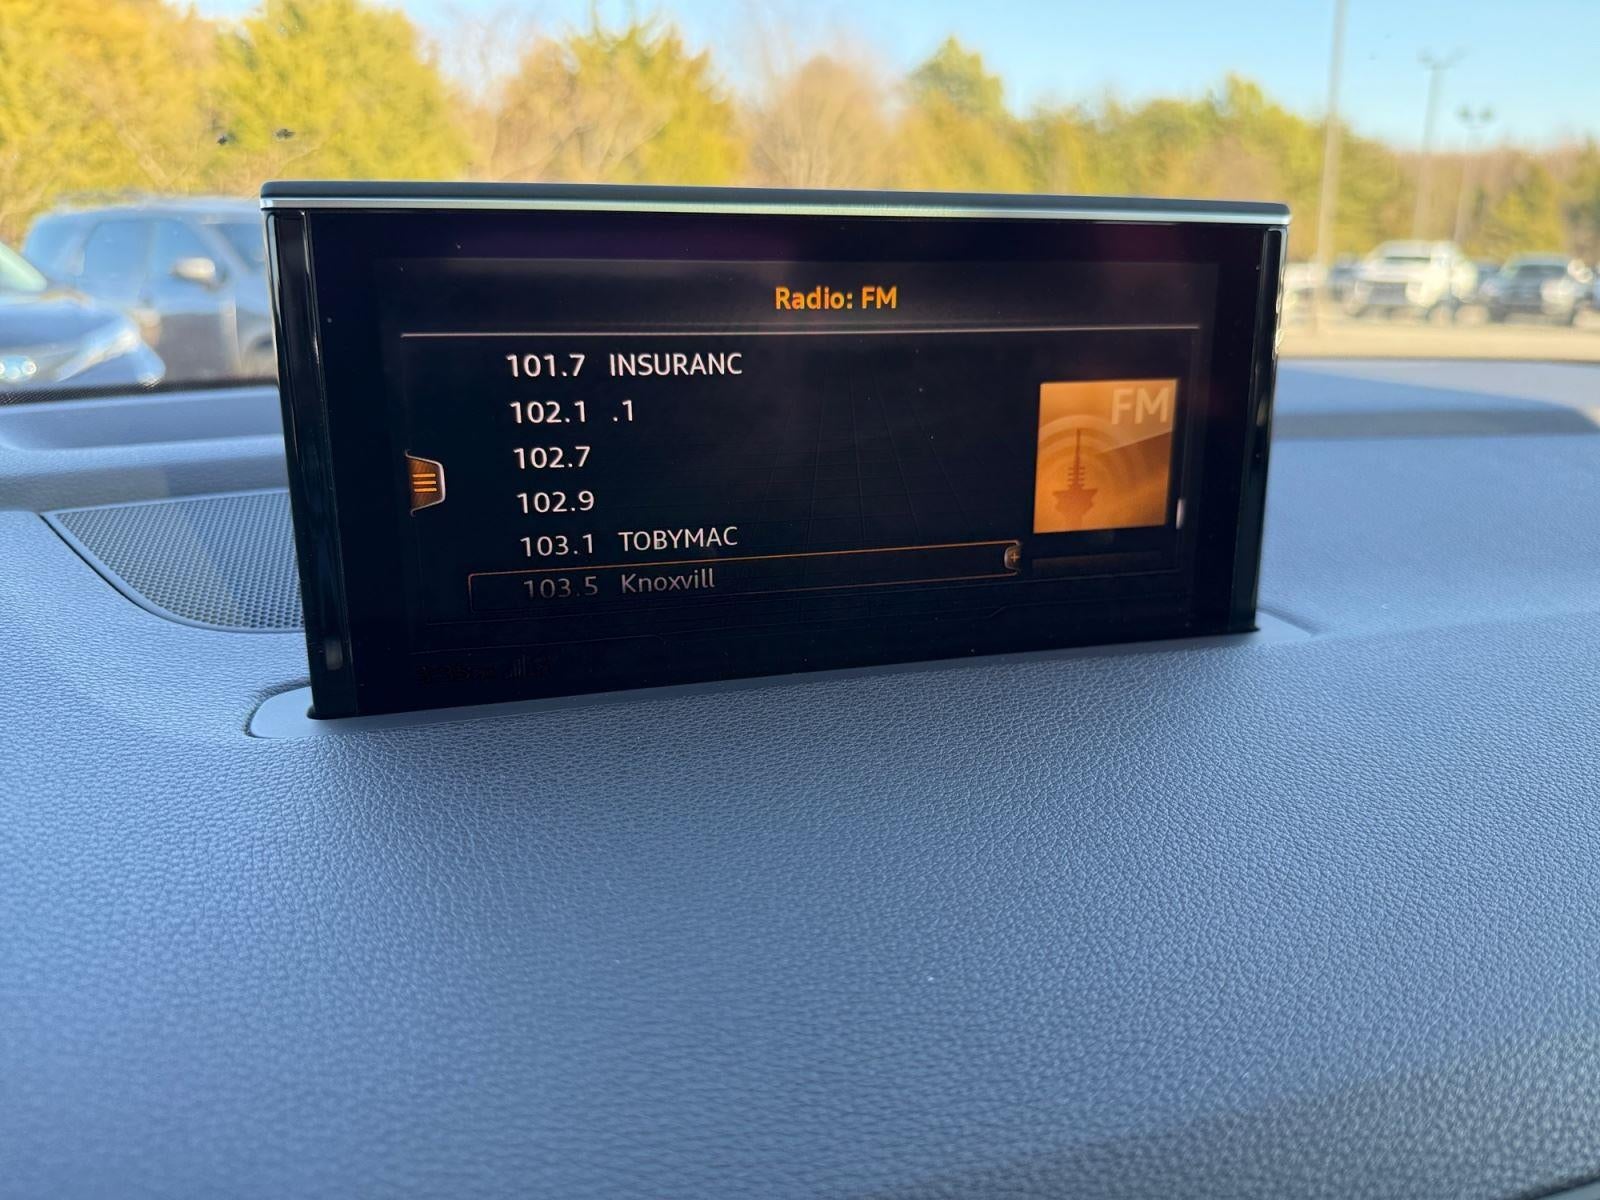 Radio: FM
101.7 INSURANC
102.1 .1
102.7
102.9
103.1 TOBYMAC
103.5 Knoxvill
FM